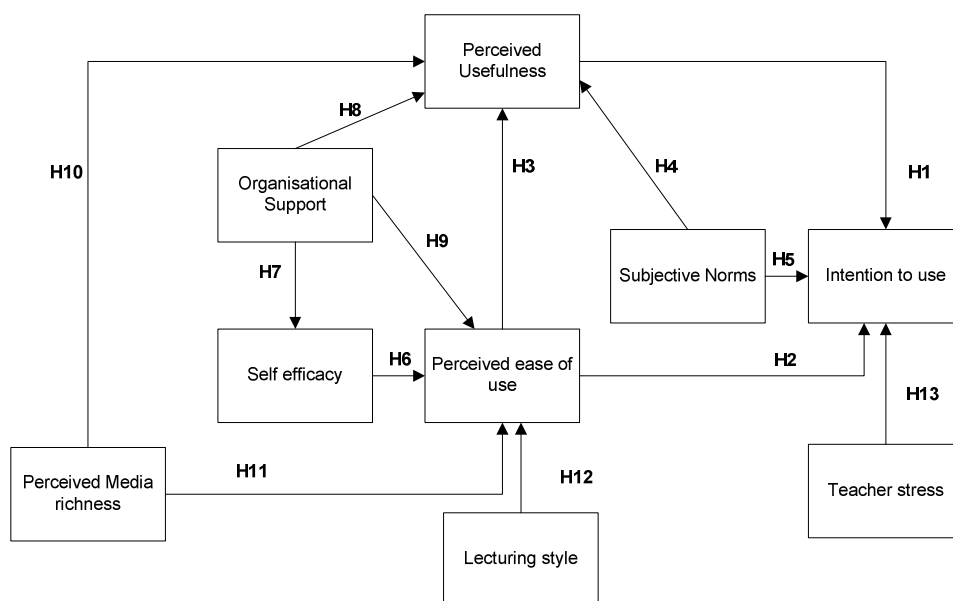 Perceived
Usefulness
H8
H10
H3
H4
H1
Organisational
Support
H9
H7
Subjective Norms
H5
Intention to use
Self efficacy
H6
Perceived ease of
use
H2
H13
Perceived Media
richness
H11
H12
Teacher stress
Lecturing style